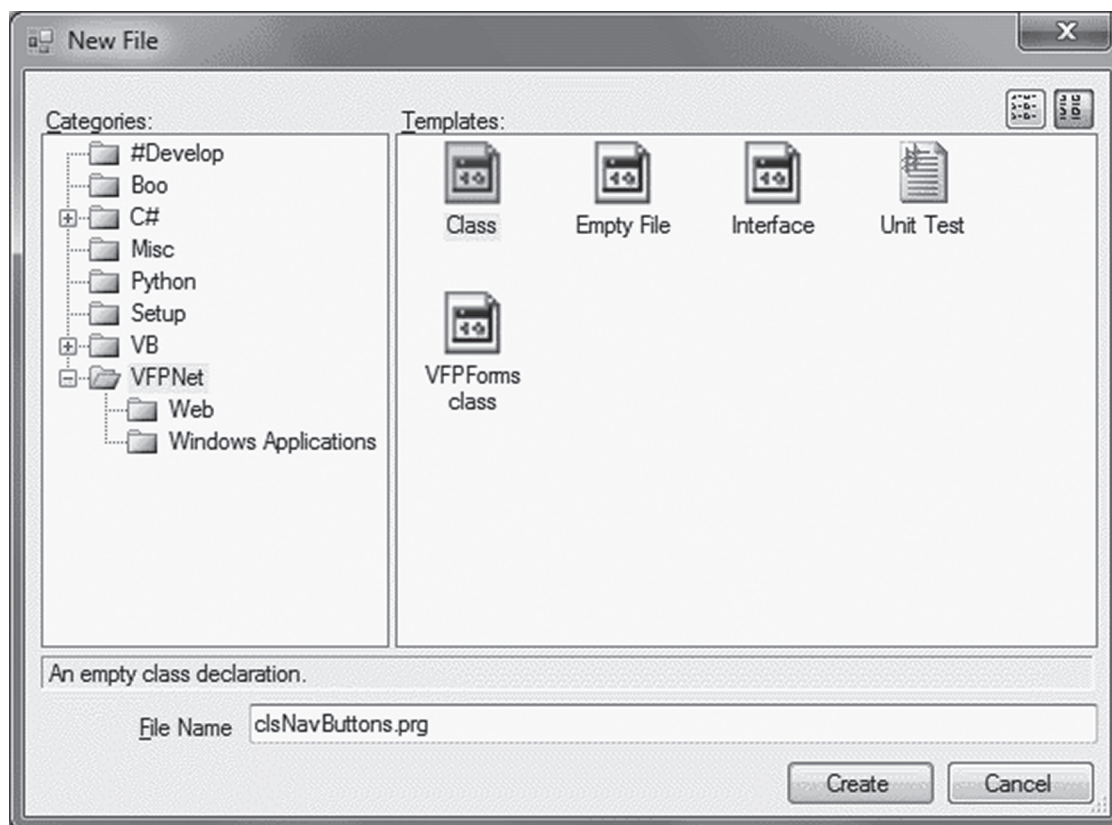 New File
Categories:
#Develop
Boo
C#
Misc
Python
Setup
VB
VFPNet
Web
Windows Applications
Templates:
Class
Empty File
Interface
Unit Test
VFPForms
class
An empty class declaration.
File Name
clsNavButtons.prg
Create
Cancel